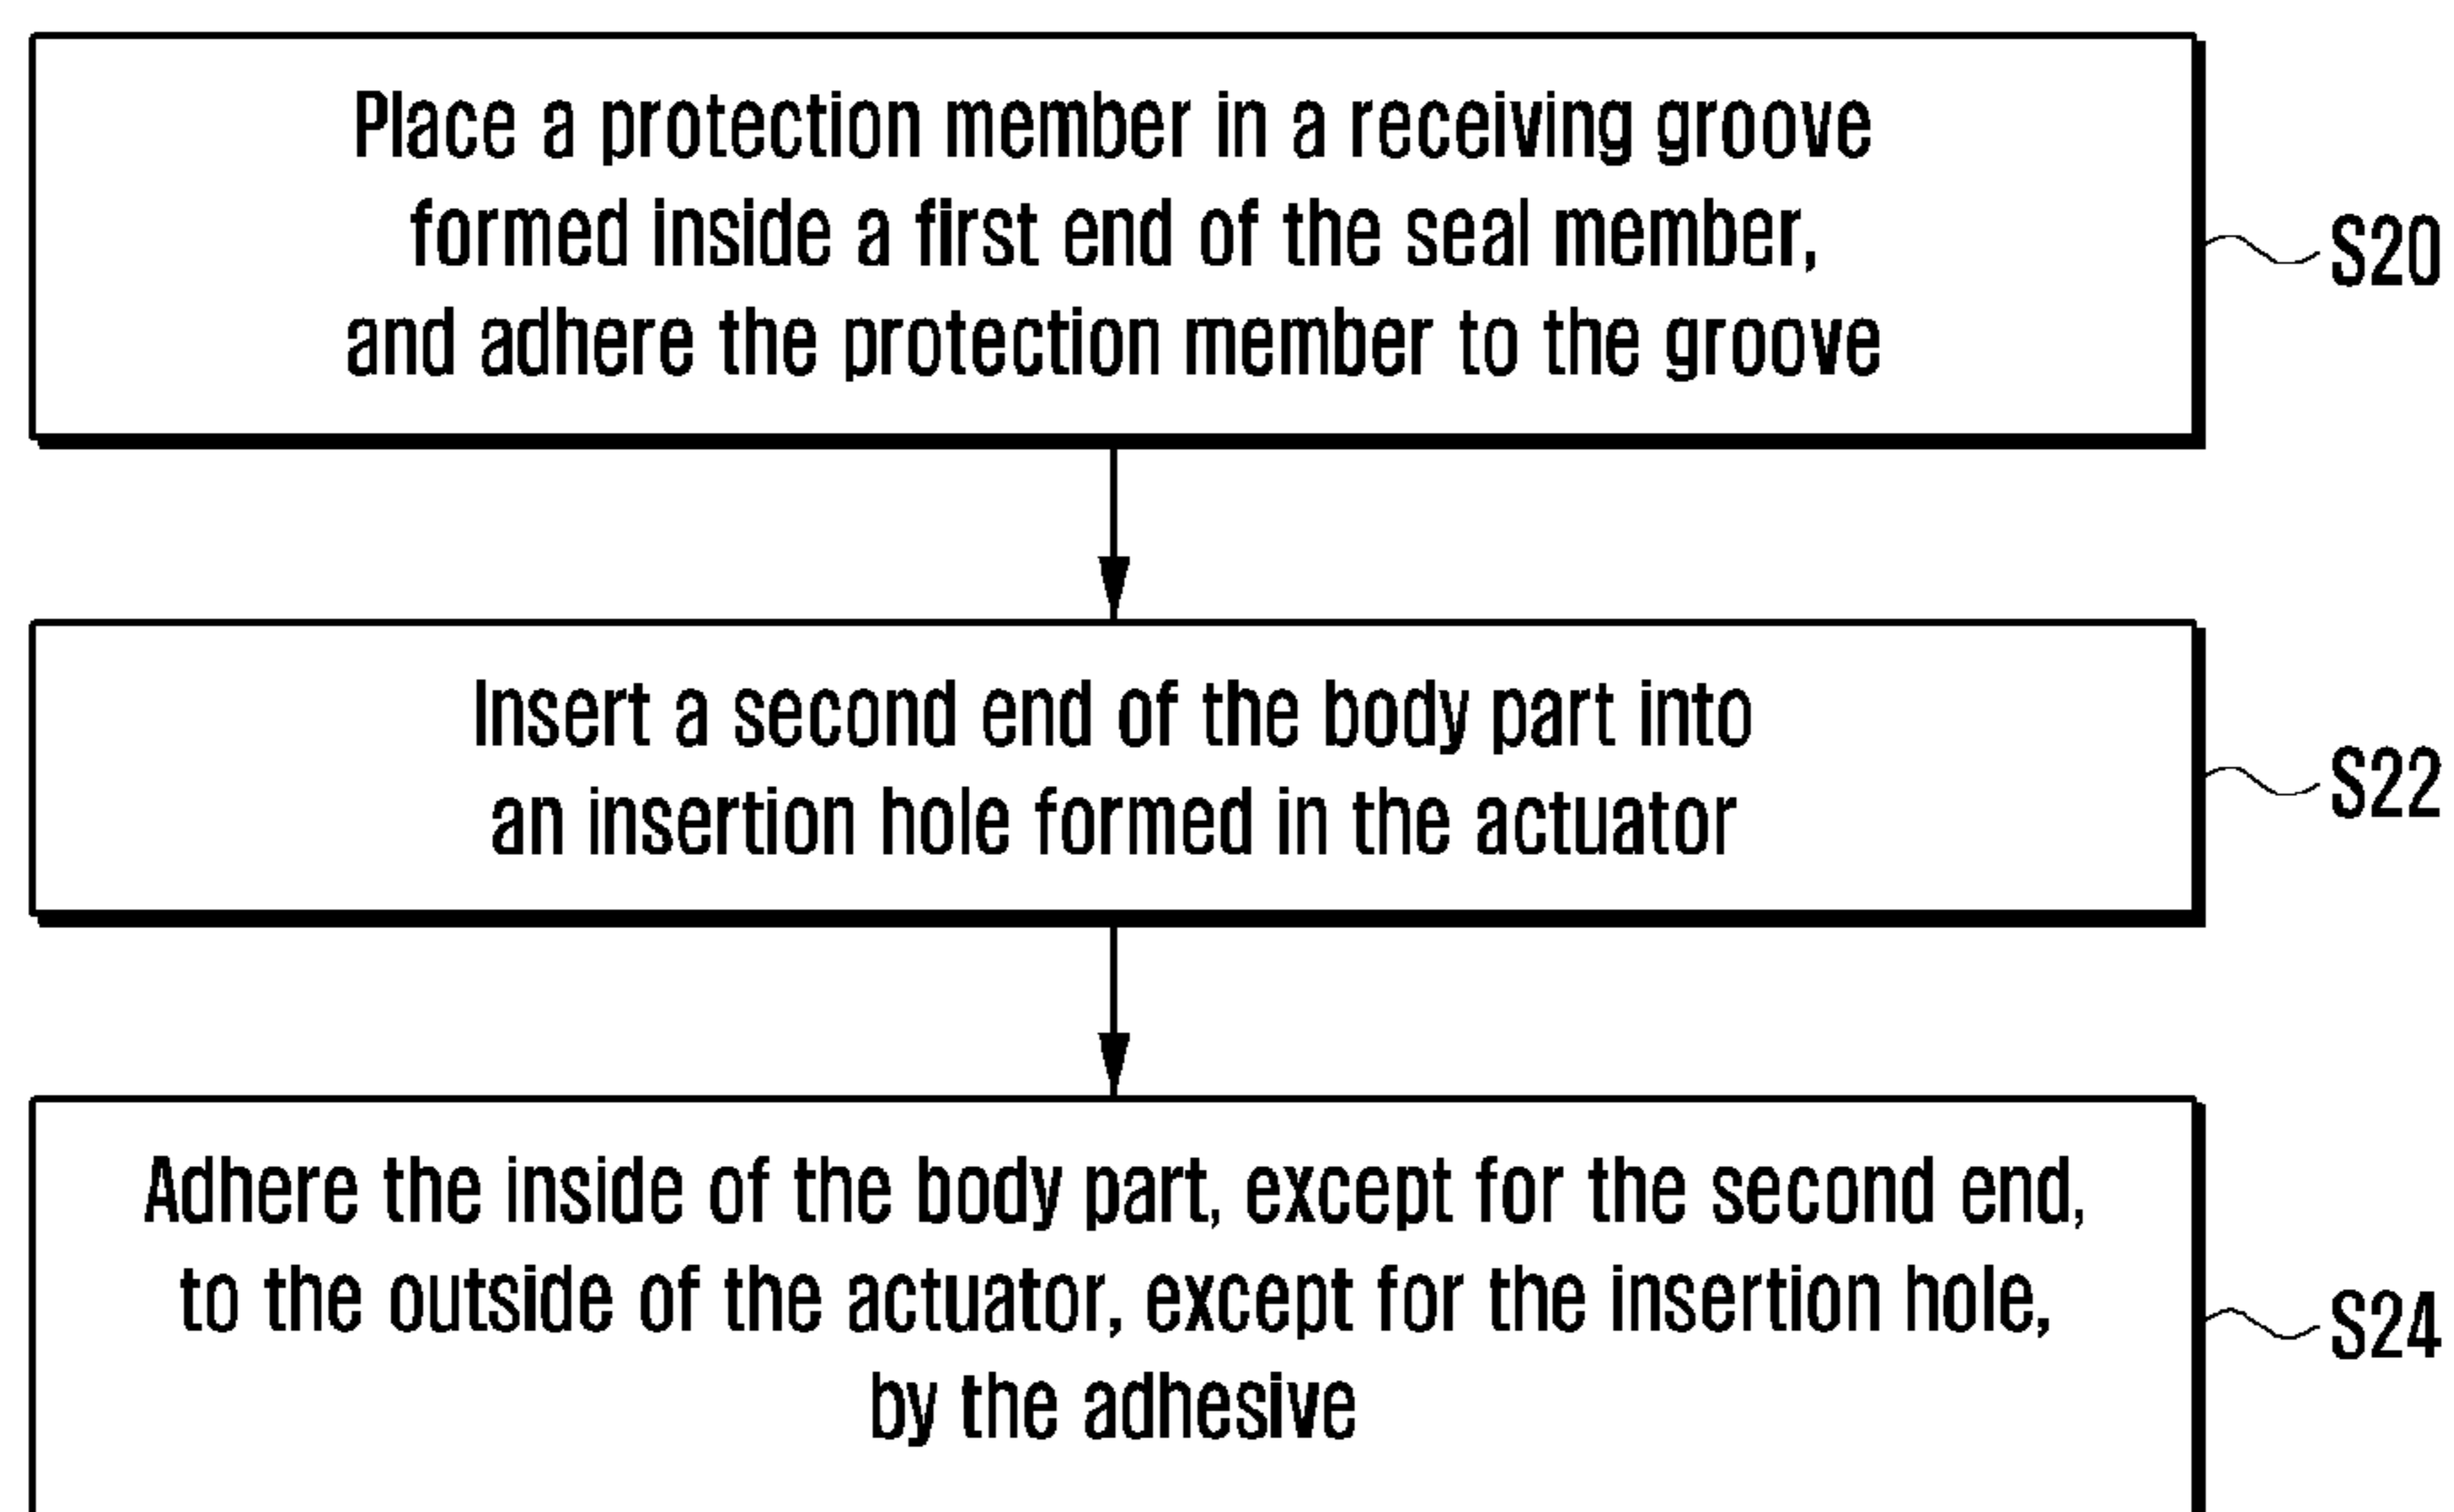 Place a protection member in a receiving groove
formed inside a first end of the seal member,
and adhere the protection member to the groove
S20
Insert a second end of the body part into
an insertion hole formed in the actuator
S22
Adhere the inside of the body part, except for the second end,
to the outside of the actuator, except for the insertion hole,
by the adhesive
S24